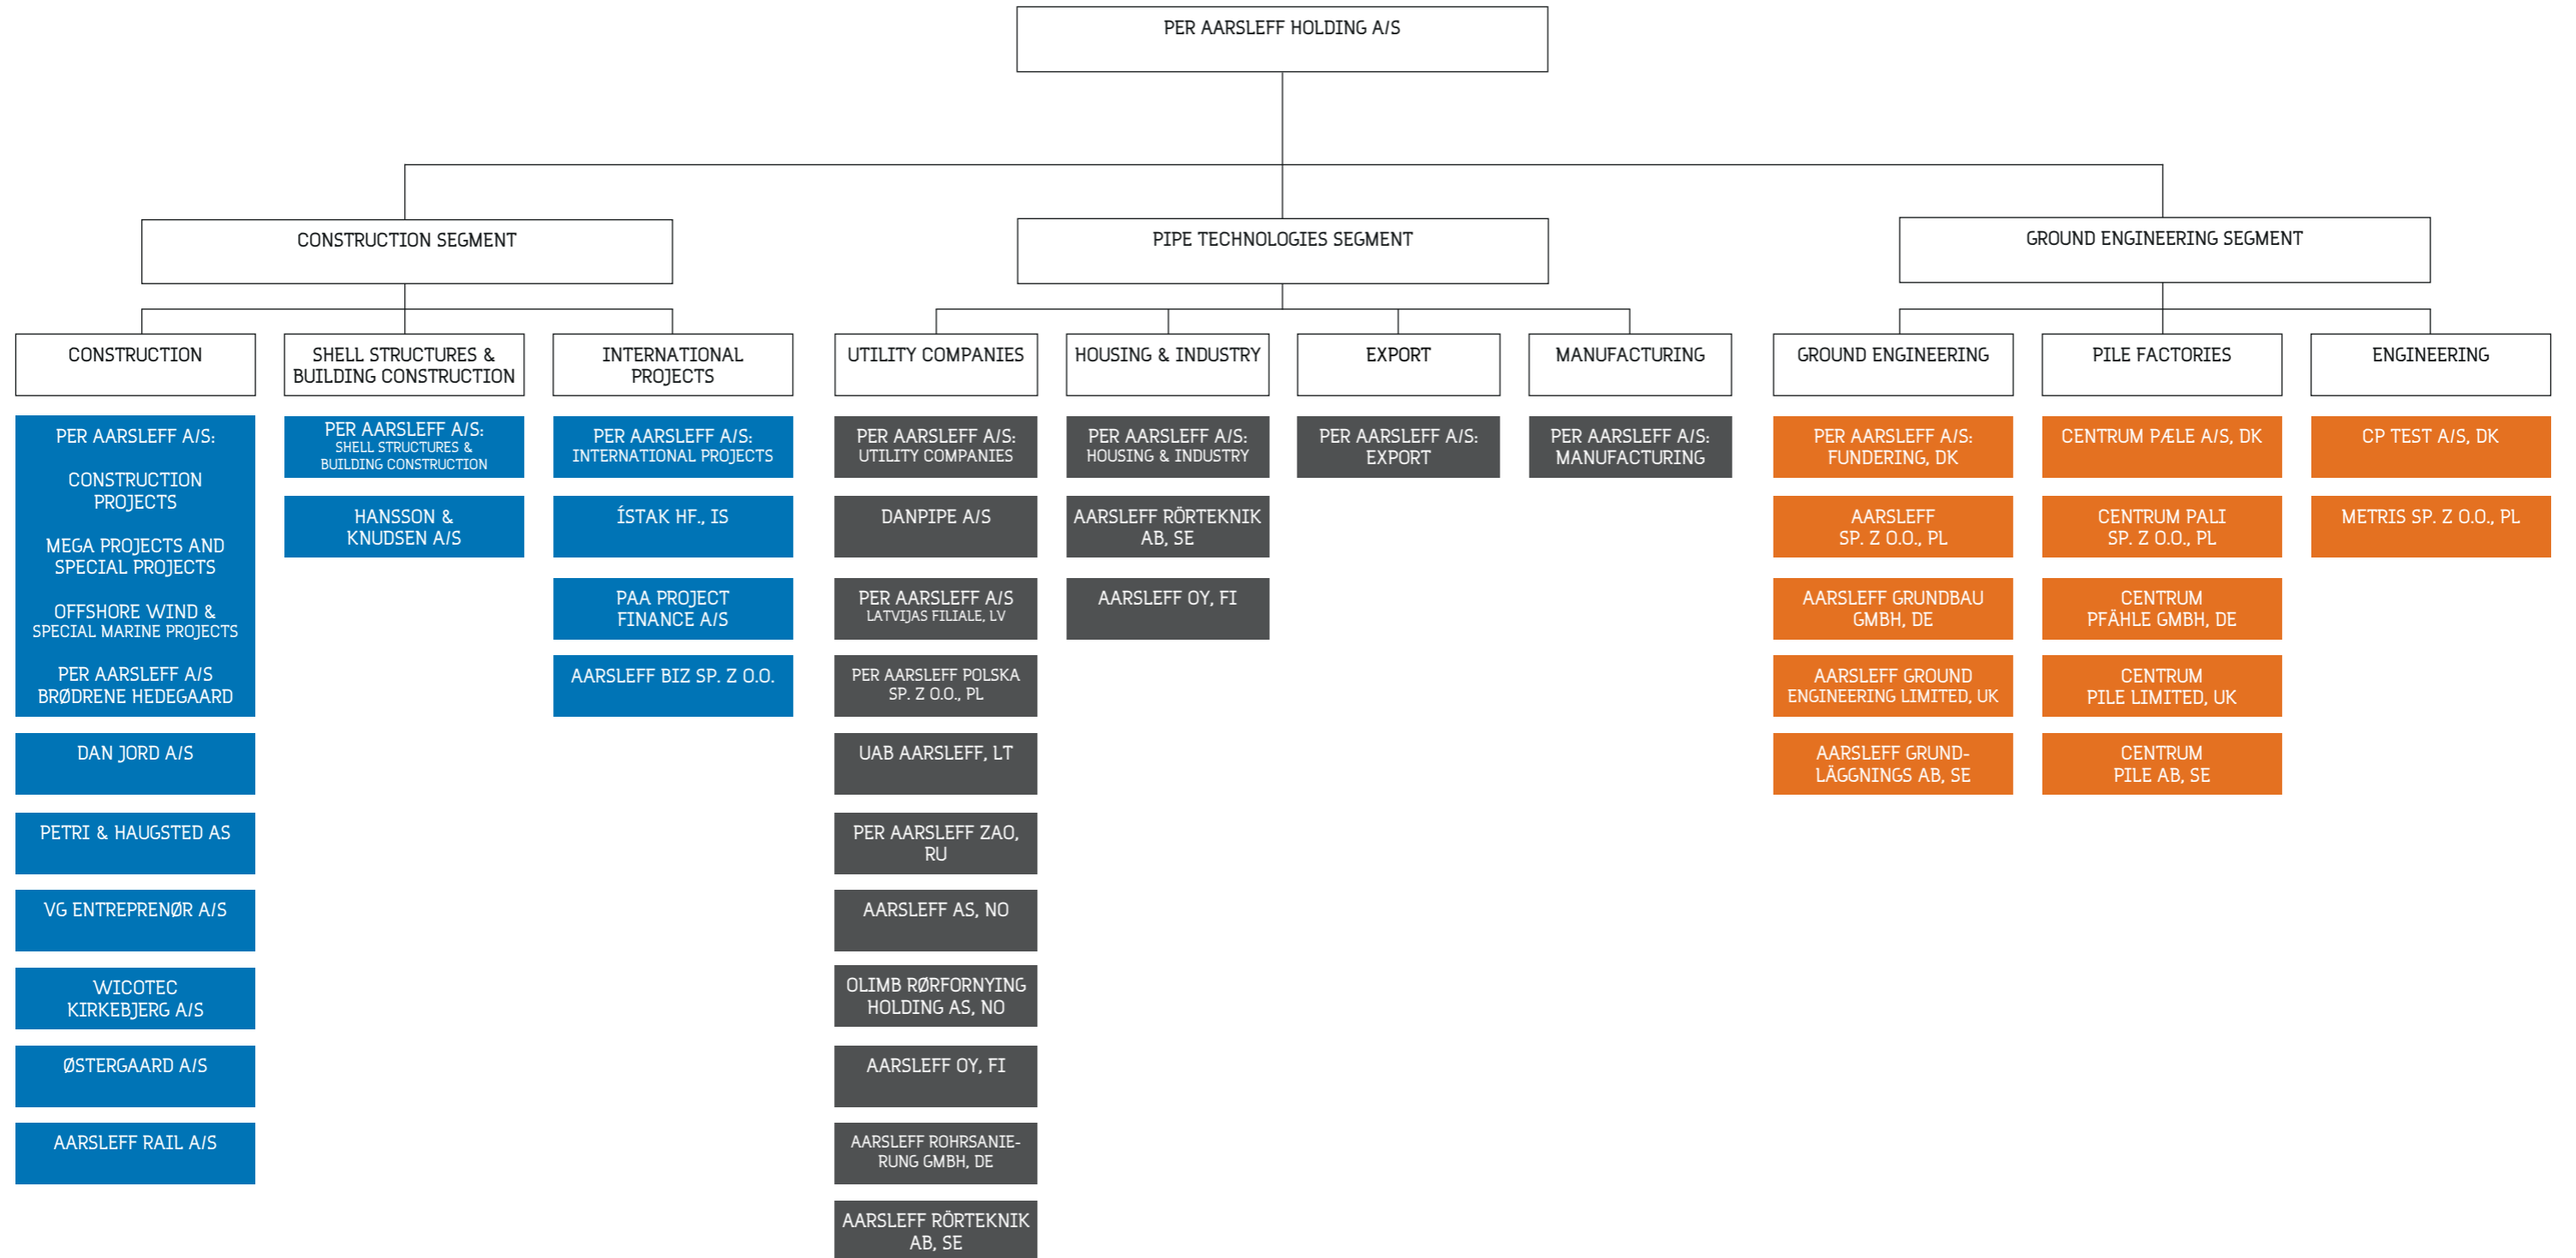 PER AARSLEFF HOLDING A/S
CONSTRUCTION SEGMENT
PIPE TECHNOLOGIES SEGMENT
GROUND ENGINEERING SEGMENT
CONSTRUCTION
SHELL STRUCTURES &
BUILDING CONSTRUCTION
INTERNATIONAL
PROJECTS
UTILITY COMPANIES
HOUSING & INDUSTRY
EXPORT
MANUFACTURING
GROUND ENGINEERING
PILE FACTORIES
ENGINEERING
PER AARSLEFF A/S:
CONSTRUCTION
PROJECTS
MEGA PROJECTS AND
SPECIAL PROJECTS
OFFSHORE WIND &
SPECIAL MARINE PROJECTS
PER AARSLEFF A/S
BRØDRENE HEDEGAARD
DAN JORD A/S
PETRI & HAUGSTED AS
VG ENTREPRENØR A/S
WICOTEC
KIRKEBJERG A/S
ØSTERGAARD A/S
AARSLEFF RAIL A/S
PER AARSLEFF A/S:
SHELL STRUCTURES &
BUILDING CONSTRUCTION
HANSSON &
KNUDSEN A/S
PER AARSLEFF A/S:
INTERNATIONAL PROJECTS
ÍSTAK HF., IS
PAA PROJECT
FINANCE A/S
AARSLEFF BIZ SP. Z O.O.
PER AARSLEFF A/S:
UTILITY COMPANIES
DANPIPE A/S
PER AARSLEFF A/S
LATVIJAS FILIALE, LV
PER AARSLEFF POLSKA
SP. Z O.O., PL
UAB AARSLEFF, LT
PER AARSLEFF ZAO,
RU
AARSLEFF AS, NO
OLIMB RØRFORNYING
HOLDING AS, NO
AARSLEFF OY, FI
AARSLEFF ROHRSANIE-
RUNG GMBH, DE
AARSLEFF RÖRTEKNIK
AB, SE
PER AARSLEFF A/S:
HOUSING & INDUSTRY
AARSLEFF RÖRTEKNIK
AB, SE
AARSLEFF OY, FI
PER AARSLEFF A/S:
EXPORT
PER AARSLEFF A/S:
MANUFACTURING
PER AARSLEFF A/S:
FUNDERING, DK
AARSLEFF
SP. Z O.O., PL
AARSLEFF GRUNDBAU
GMBH, DE
AARSLEFF GROUND
ENGINEERING LIMITED, UK
AARSLEFF GRUND-
LÄGGNINGS AB, SE
CENTRUM PÆLE A/S, DK
CENTRUM PALI
SP. Z O.O., PL
CENTRUM
PFÄHLE GMBH, DE
CENTRUM
PILE LIMITED, UK
CENTRUM
PILE AB, SE
CP TEST A/S, DK
METRIS SP. Z O.O., PL